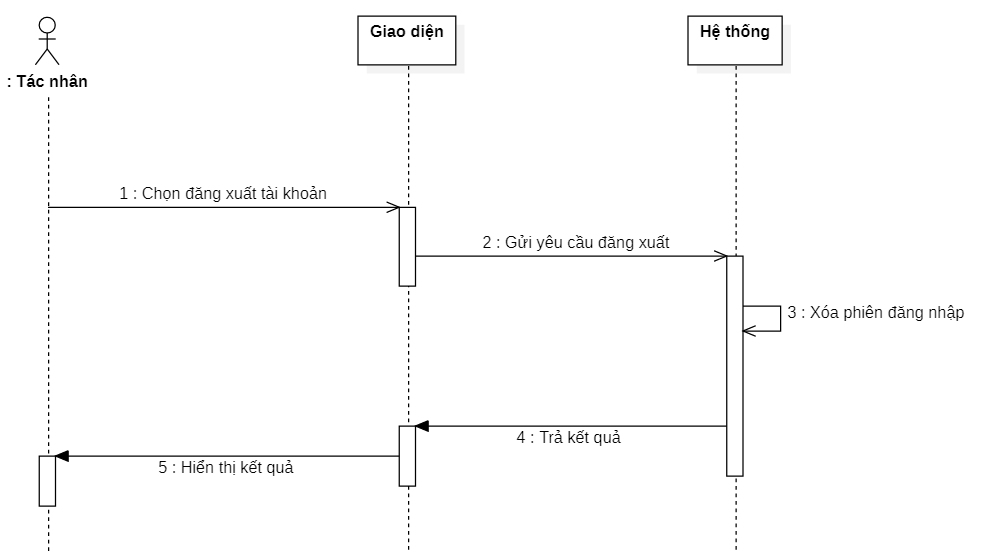 Giao diện
Hệ thống
: Tác nhân
1 : Chọn đăng xuất tài khoản
2 : Gửi yêu cầu đăng xuất
3 : Xóa phiên đăng nhập
4 : Trả kết quả
5 : Hiển thị kết quả